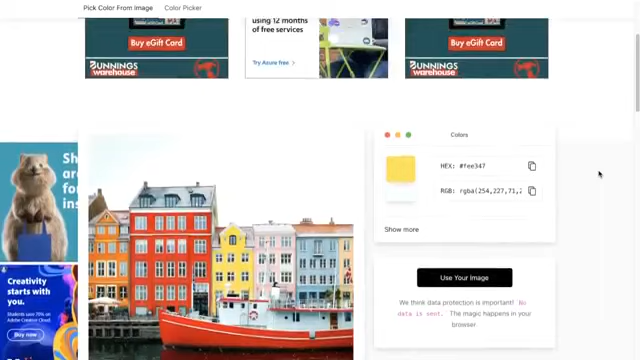 Pick Color From Image
Color Picker
Buy eGift Card
BUNNINGS
warehouse
using 12 months
of free services
Try Azure free >
Buy eGift Card
BUNNINGS
warehouse
Colors
HEX: #fee347
RGB: rgba(254,227,71,
Show more
Use Your Image
We think data protection is important! No
data is sent. The magic happens in your
browser.
Creativity
starts with
you.
Students save 70% on
Adobe Creative Cloud.
Buy now